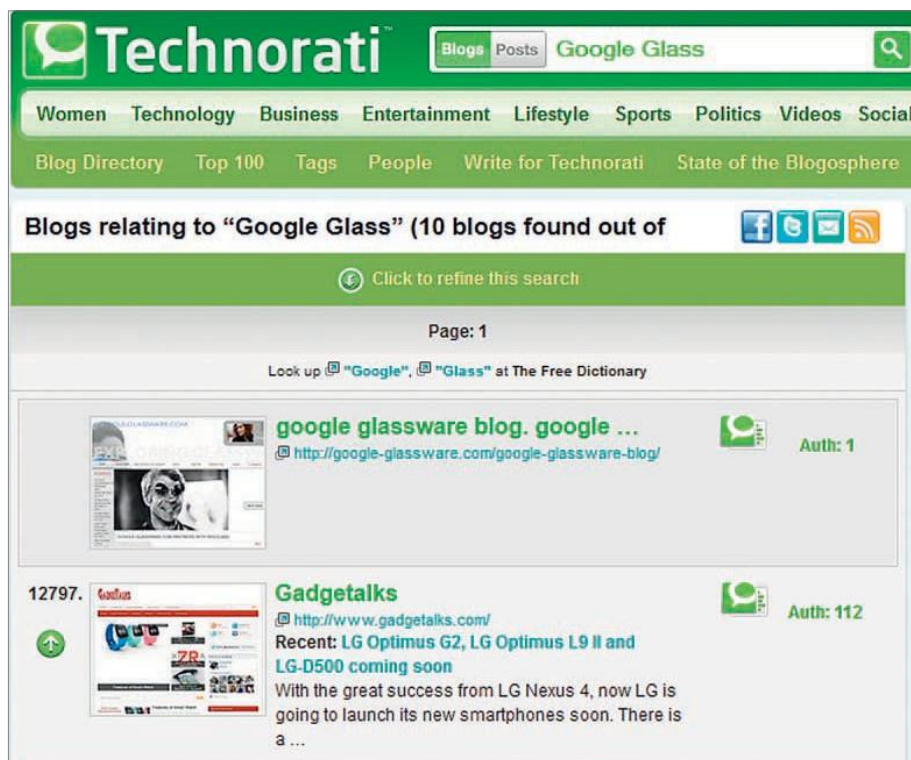 Technorati™
Blogs Posts Google Glass
Women Technology Business Entertainment Lifestyle Sports Politics Videos Social
Blog Directory Top 100 Tags People Write for Technorati State of the Blogosphere
Blogs relating to “Google Glass” (10 blogs found out of
Click to refine this search
Page: 1
Look up "Google", "Glass" at The Free Dictionary
google glassware blog. google ...
http://google-glassware.com/google-glassware-blog/
Auth: 1
12797.
Gadgetalks
http://www.gadgetalks.com/
Auth: 112
Recent: LG Optimus G2, LG Optimus L9 II and
LG-D500 coming soon
With the great success from LG Nexus 4, now LG is
going to launch its new smartphones soon. There is
a ...